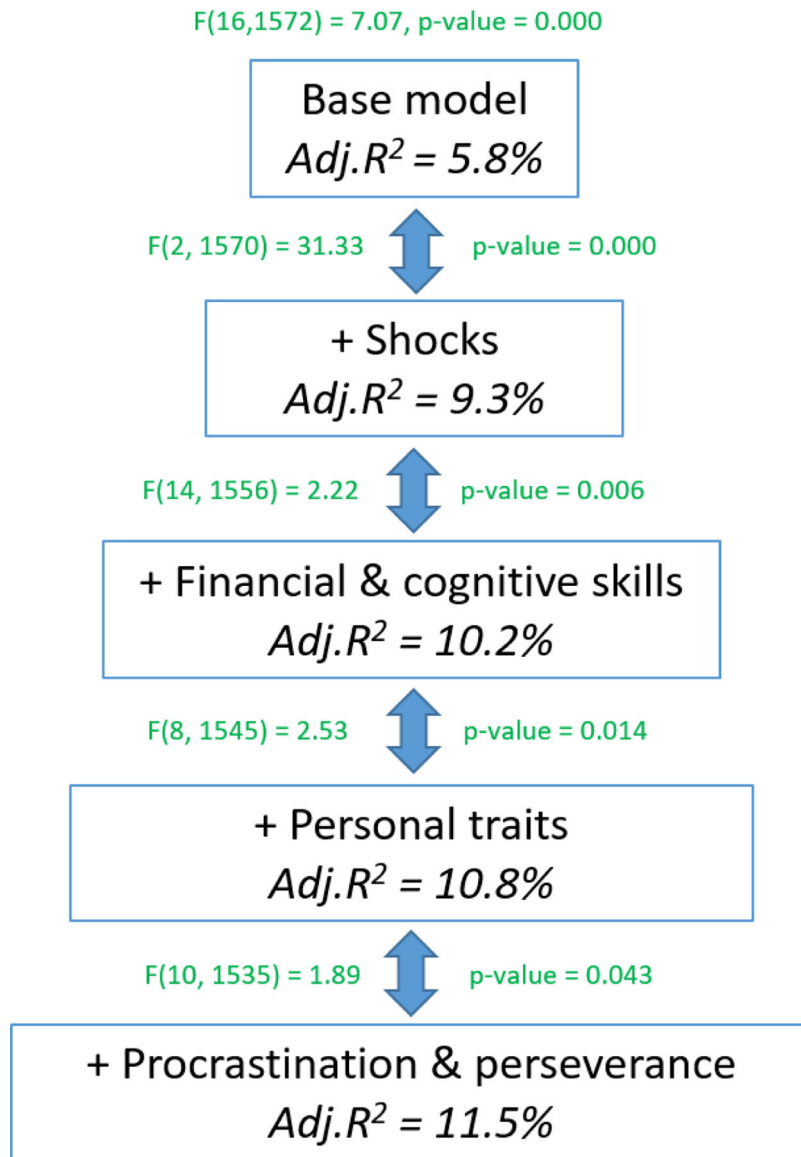 F(16,1572) = 7.07, p-value = 0.000
Base model
Adj.R² = 5.8%
F(2, 1570) = 31.33 p-value = 0.000
+ Shocks
Adj.R² = 9.3%
F(14, 1556) = 2.22 p-value = 0.006
+ Financial & cognitive skills
Adj.R² = 10.2%
F(8, 1545) = 2.53 p-value = 0.014
+ Personal traits
Adj.R² = 10.8%
F(10, 1535) = 1.89 p-value = 0.043
+ Procrastination & perseverance
Adj.R² = 11.5%